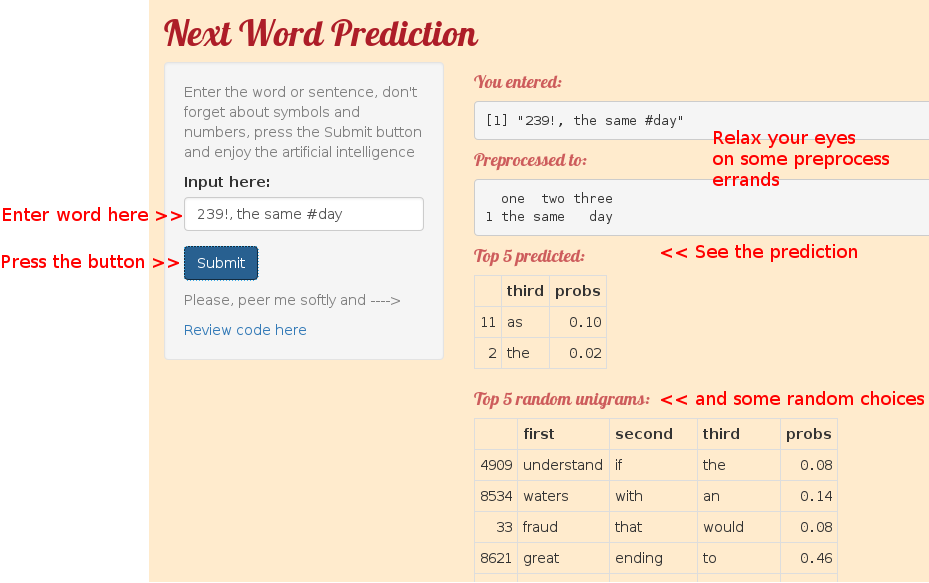 Next Word Prediction
Enter the word or sentence, don't
forget about symbols and
numbers, press the Submit button
and enjoy the artificial intelligence
Input here:
Enter word here >>
239!, the same #day
Press the button >>
Submit
Please, peer me softly and ---->
Review code here
You entered:
[1] "239!, the same #day"
Relax your eyes
on some preprocess
errands
Preprocessed to:
one two three
1 the same day
Top 5 predicted:
<< See the prediction
third probs
11 as 0.10
2 the 0.02
Top 5 random unigrams:
<< and some random choices
first second third probs
4909 understand if the 0.08
8534 waters with an 0.14
33 fraud that would 0.08
8621 great ending to 0.46